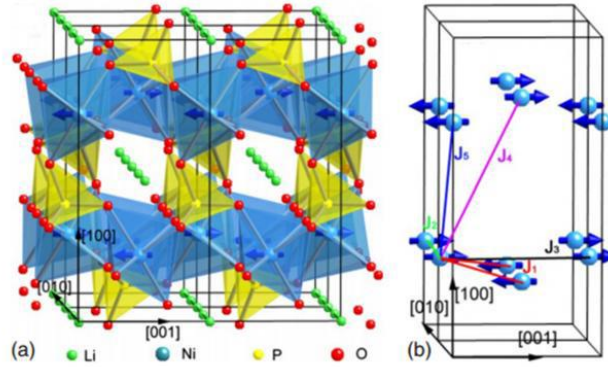 [100]
[010]
[001]
(a)
Li
Ni
P
O
(b)
J5
J4
J2
J3
J1
[010]
[100]
[001]